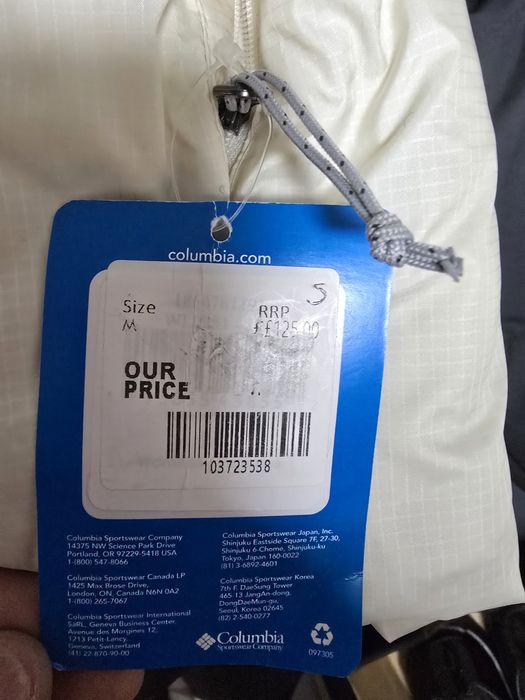 columbia.com
5
Size
RRP
M
££125.00
OUR
PRICE
103723538
Columbia Sportswear Company
14375 NW Science Park Drive
Portland, OR 97229-5418 USA
1-(800) 547-8066
Columbia Sportswear Canada LP
1425 Max Brose Drive,
London, ON, Canada N6N 0A2
1-(800) 265-7067
Columbia Sportswear International
SàRL, Geneva Business Center.
Avenue des Morgines 12,
1213 Petit-Lancy,
Geneva, Switzerland
(41) 22-870-90-00
Columbia Sportswear Japan, Inc.
Shinjuku Eastside Square 7F, 27-30,
Shinjuku 6-Chome, Shinjuku-ku
Tokyo, Japan 160-0022
(81) 3-6892-4601
Columbia Sportswear Korea
7th F. DaeSung Tower
465-13 JangAn-dong,
DongDaeMun-gu,
Seoul, Korea 02645
(82) 2-540-0277
Columbia
Sportswear Company
097305